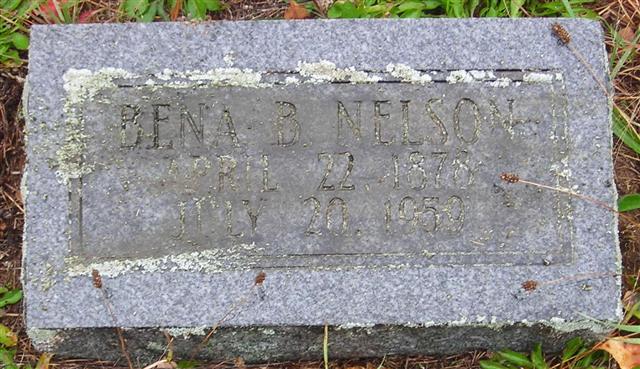 BENA B. NELSON
APRIL 22, 1878
JULY 20, 1959